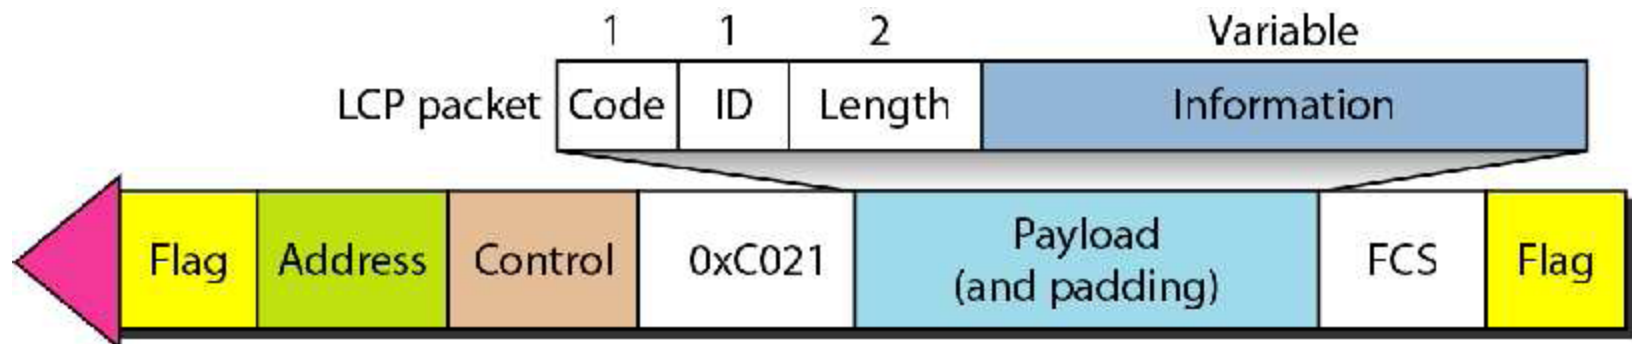 1 1 2 Variable
LCP packet Code ID Length Information
Flag Address Control 0xC021 Payload (and padding) FCS Flag